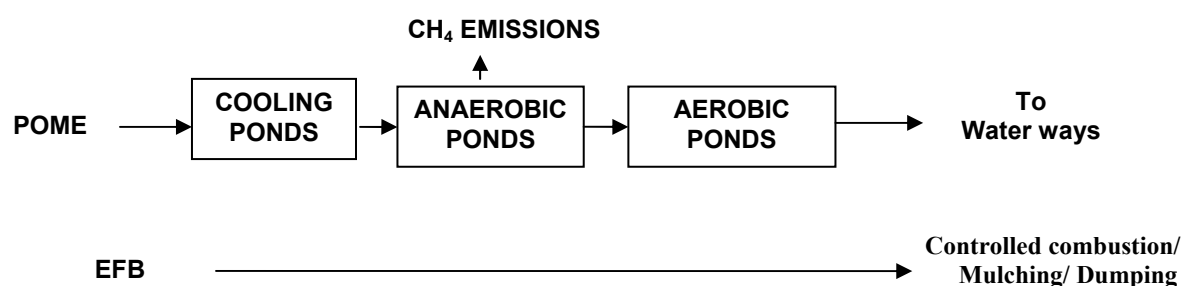 CH₄ EMISSIONS
POME
COOLING
PONDS
ANAEROBIC
PONDS
AEROBIC
PONDS
To
Water ways
EFB
Controlled combustion/
Mulching/ Dumping